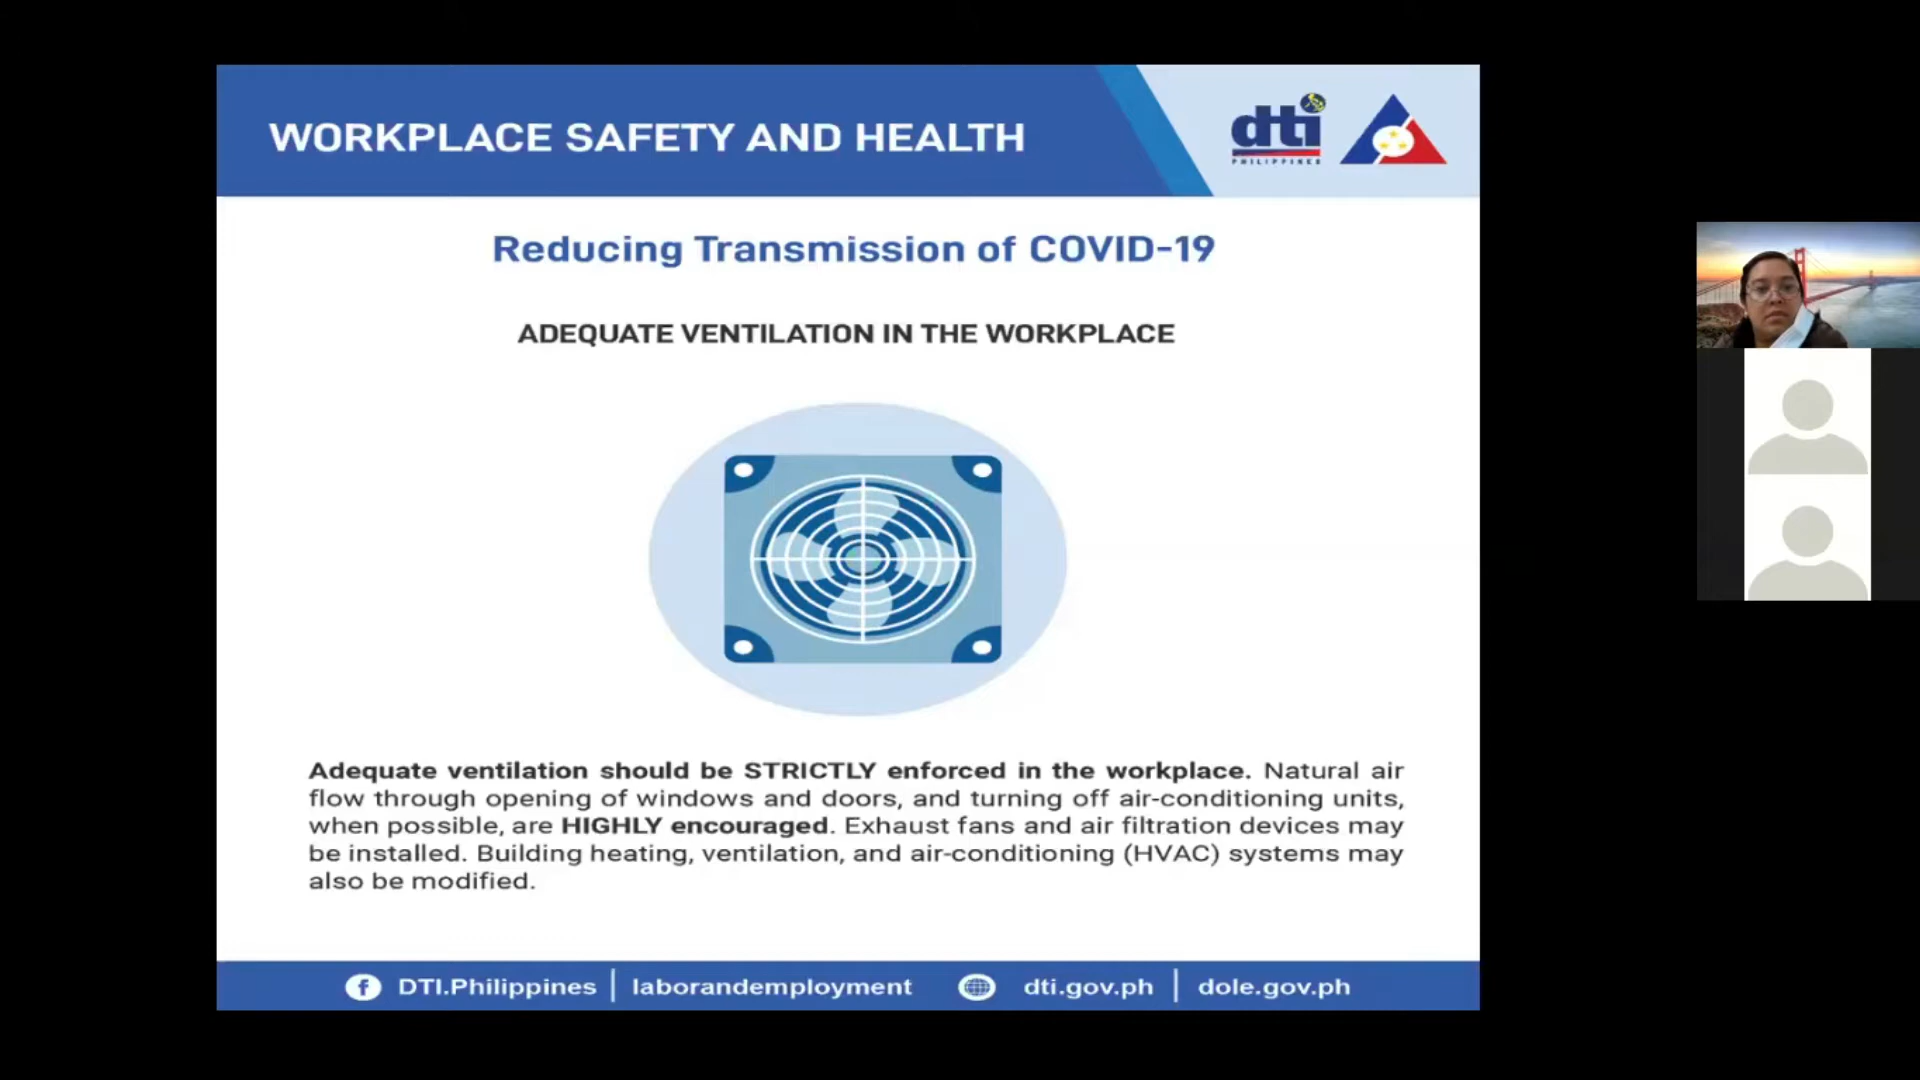 WORKPLACE SAFETY AND HEALTH
dti
PHILIPPINES
Reducing Transmission of COVID-19
ADEQUATE VENTILATION IN THE WORKPLACE
Adequate ventilation should be STRICTLY enforced in the workplace. Natural air
flow through opening of windows and doors, and turning off air-conditioning units,
when possible, are HIGHLY encouraged. Exhaust fans and air filtration devices may
be installed. Building heating, ventilation, and air-conditioning (HVAC) systems may
also be modified.
f DTI.Philippines | laborandemployment dti.gov.ph | dole.gov.ph